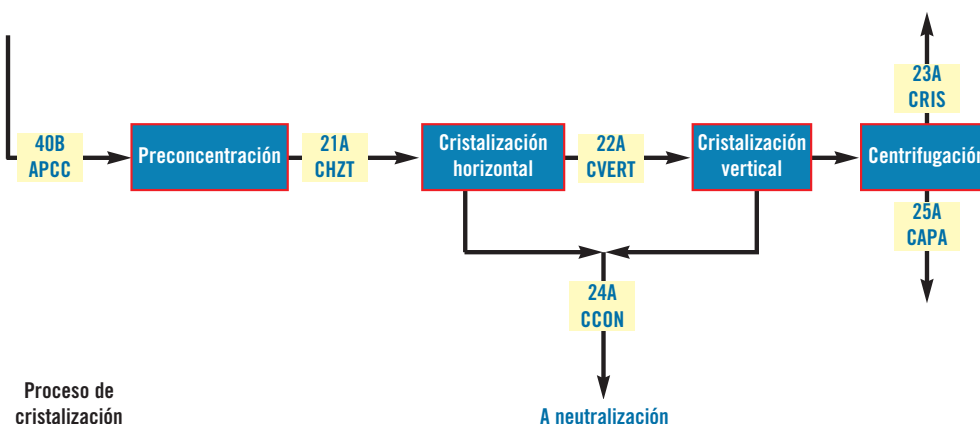 23A
CRIS
40B
APCC
Preconcentración
21A
CHZT
Cristalización
horizontal
22A
CVERT
Cristalización
vertical
Centrifugación
25A
CAPA
24A
CCON
Proceso de
cristalización
A neutralización